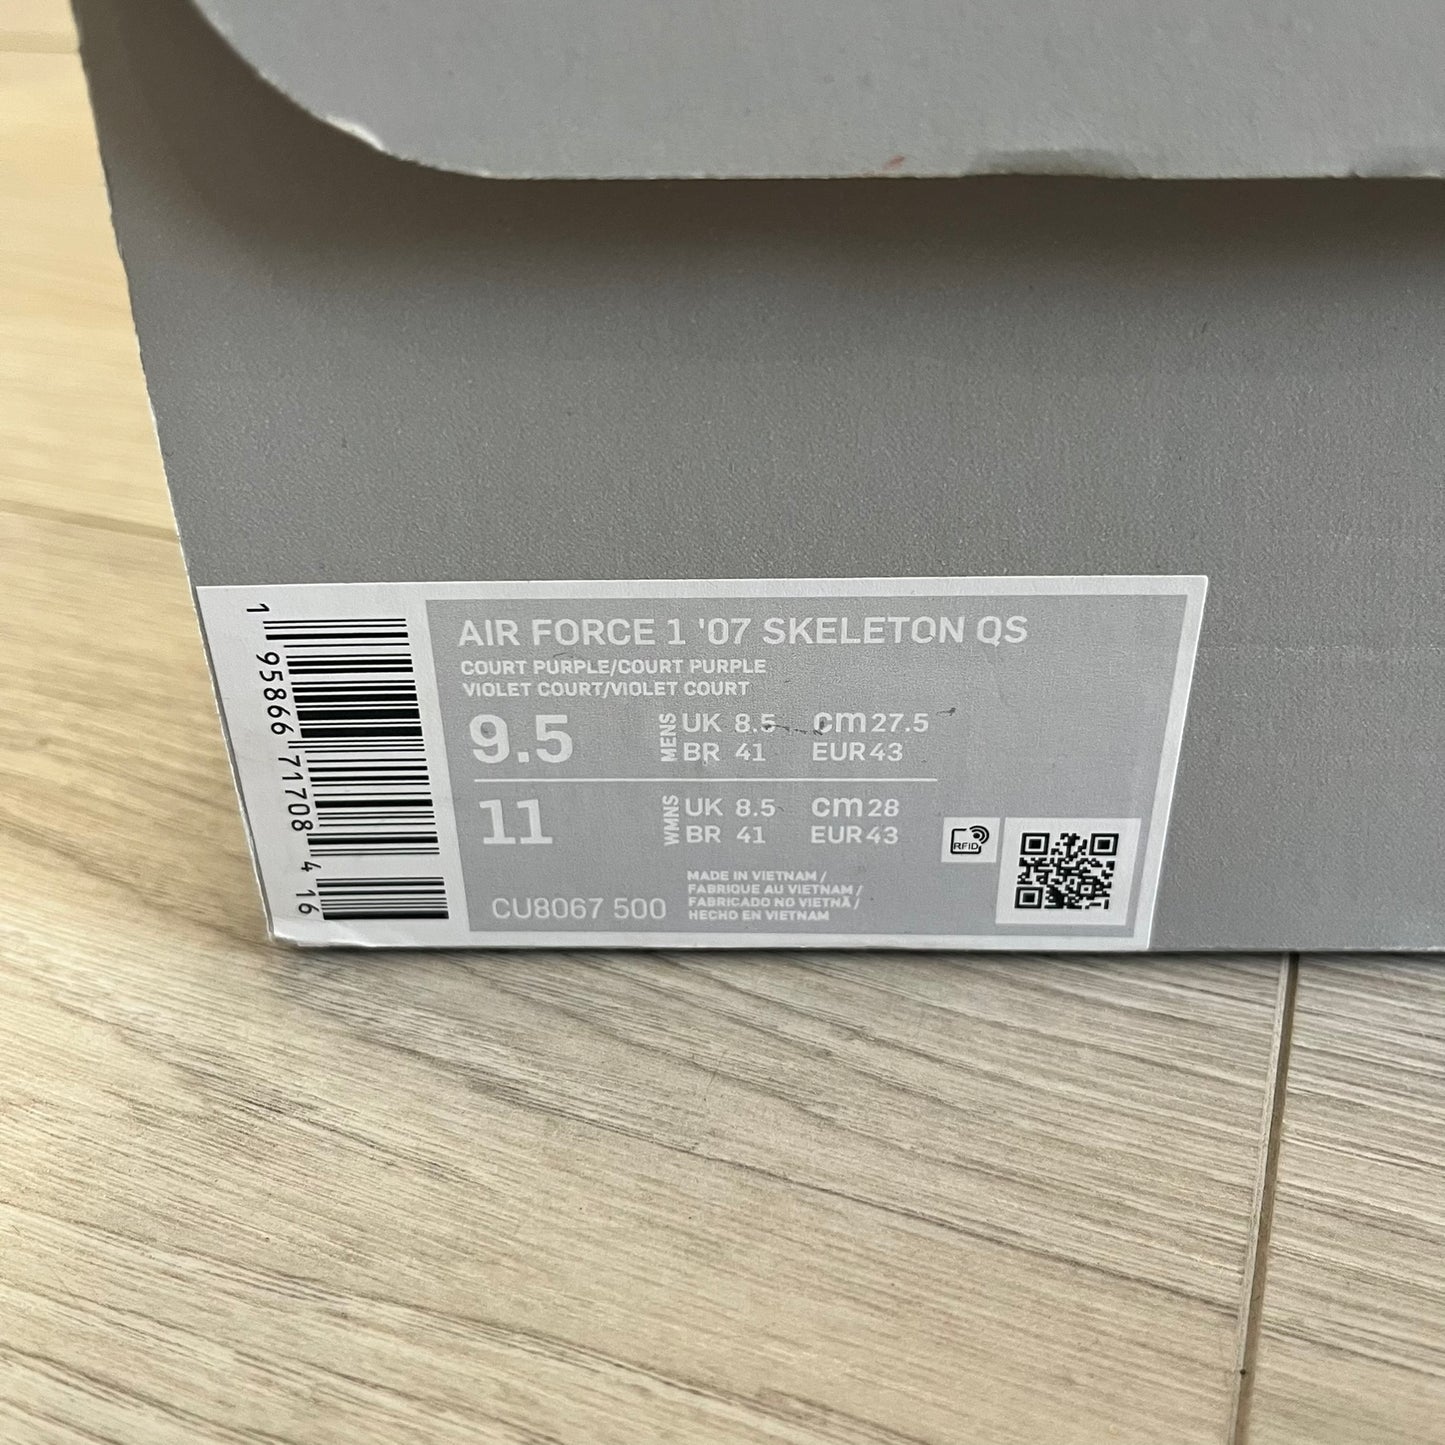 AIR FORCE 1 '07 SKELETON QS
COURT PURPLE/COURT PURPLE
VIOLET COURT/VIOLET COURT
9.5 MENS UK 8.5 cm 27.5
BR 41 EUR 43
11 WMNS UK 8.5 cm 28
BR 41 EUR 43
CU8067 500
MADE IN VIETNAM /
FABRIQUE AU VIETNAM /
FABRICADO NO VIETNÃ /
HECHO EN VIETNAM
RFID
1 95866 71708 4 16